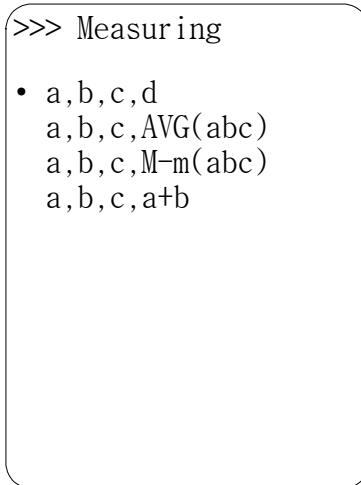 >>> Measuring
• a,b,c,d
a,b,c,AVG(abc)
a,b,c,M-m(abc)
a,b,c,a+b